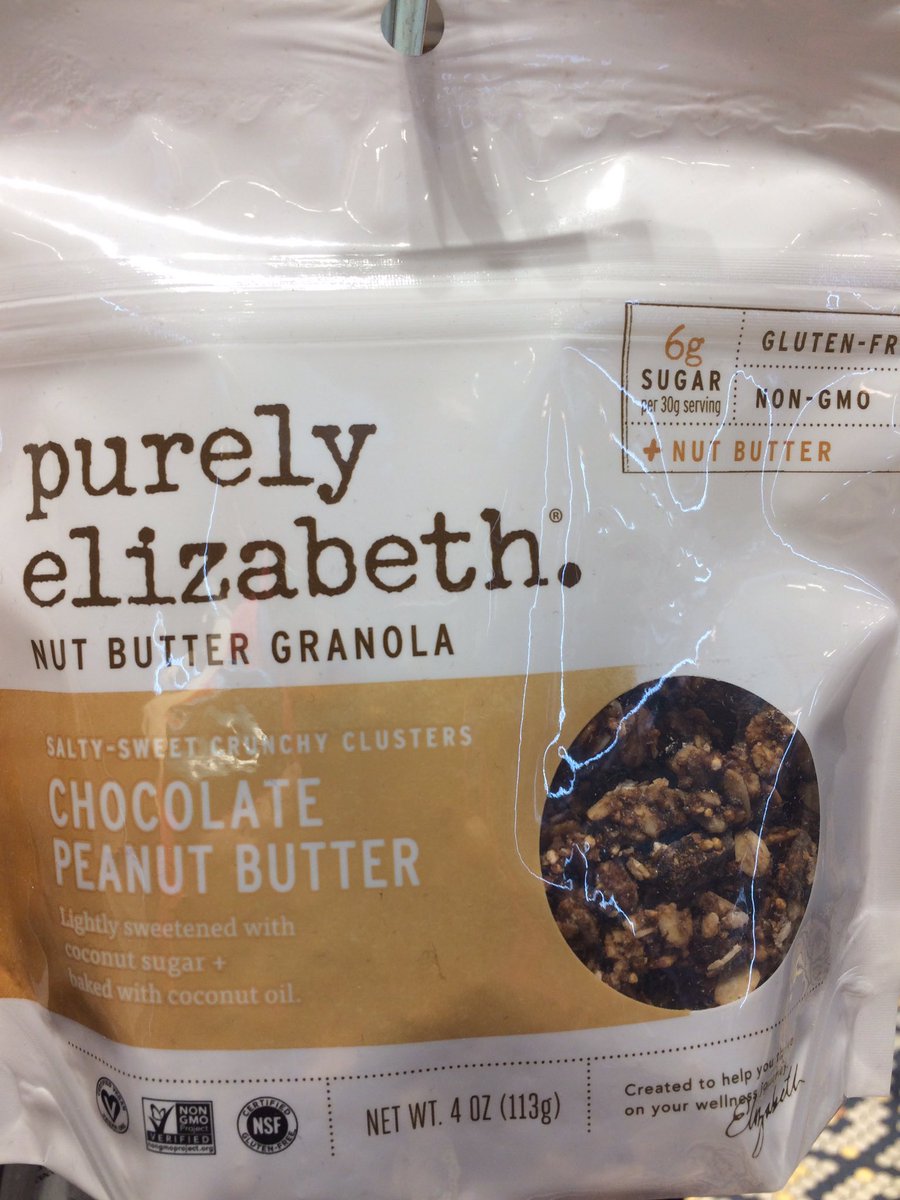 6g
SUGAR
per 30g serving
GLUTEN-FR
NON-GMO
+ NUT BUTTER
purely
elizabeth.®
NUT BUTTER GRANOLA
SALTY-SWEET CRUNCHY CLUSTERS
CHOCOLATE
PEANUT BUTTER
Lightly sweetened with
coconut sugar +
baked with coconut oil.
NON
GMO
Project
VERIFIED
nongmoproject.org
CERTIFIED
NSF
GLUTEN-FREE
NET WT. 4 OZ (113g)
Created to help you
on your wellness
Elizabeth